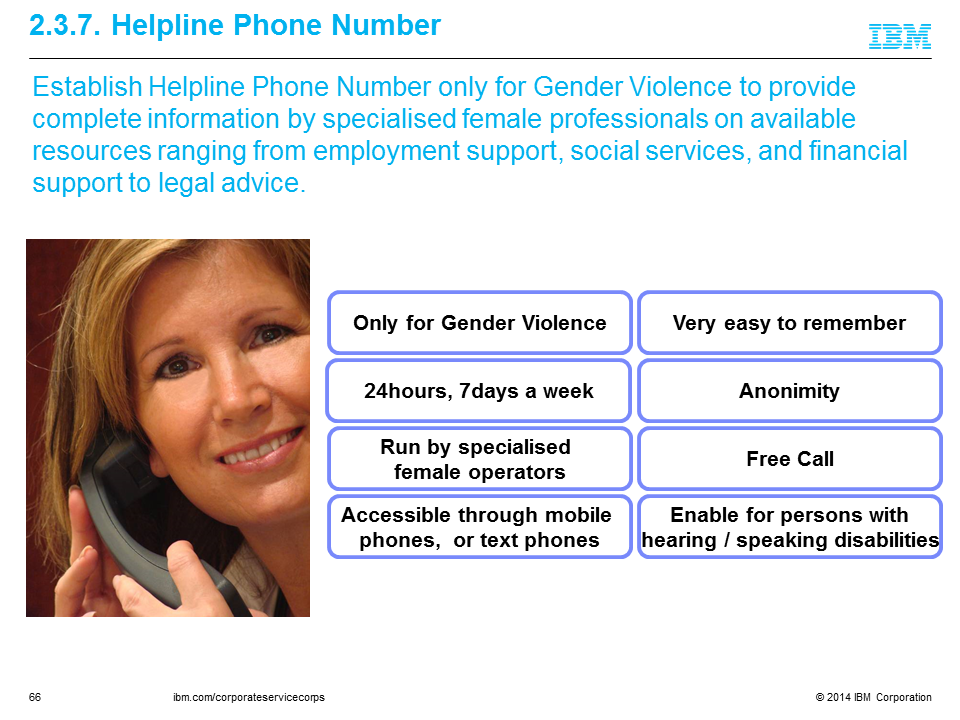 2.3.7. Helpline Phone Number
IBM
Establish Helpline Phone Number only for Gender Violence to provide
complete information by specialised female professionals on available
resources ranging from employment support, social services, and financial
support to legal advice.
Only for Gender Violence
Very easy to remember
24hours, 7days a week
Anonimity
Run by specialised
female operators
Free Call
Accessible through mobile
phones, or text phones
Enable for persons with
hearing / speaking disabilities
66
ibm.com/corporateservicecorps
© 2014 IBM Corporation